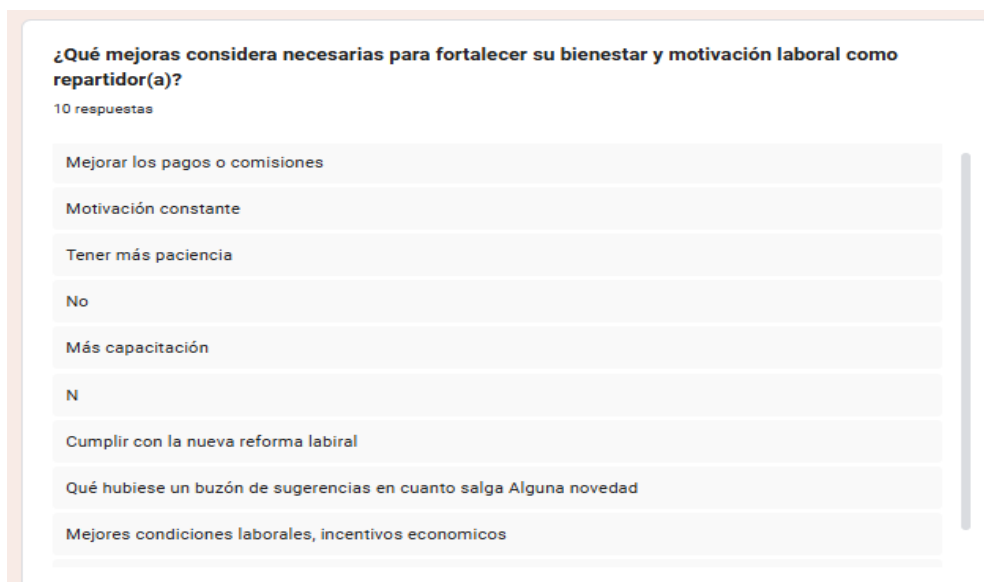 ¿Qué mejoras considera necesarias para fortalecer su bienestar y motivación laboral como
repartidor(a)?
10 respuestas
Mejorar los pagos o comisiones
Motivación constante
Tener más paciencia
No
Más capacitación
N
Cumplir con la nueva reforma labiral
Qué hubiese un buzón de sugerencias en cuanto salga Alguna novedad
Mejores condiciones laborales, incentivos economicos